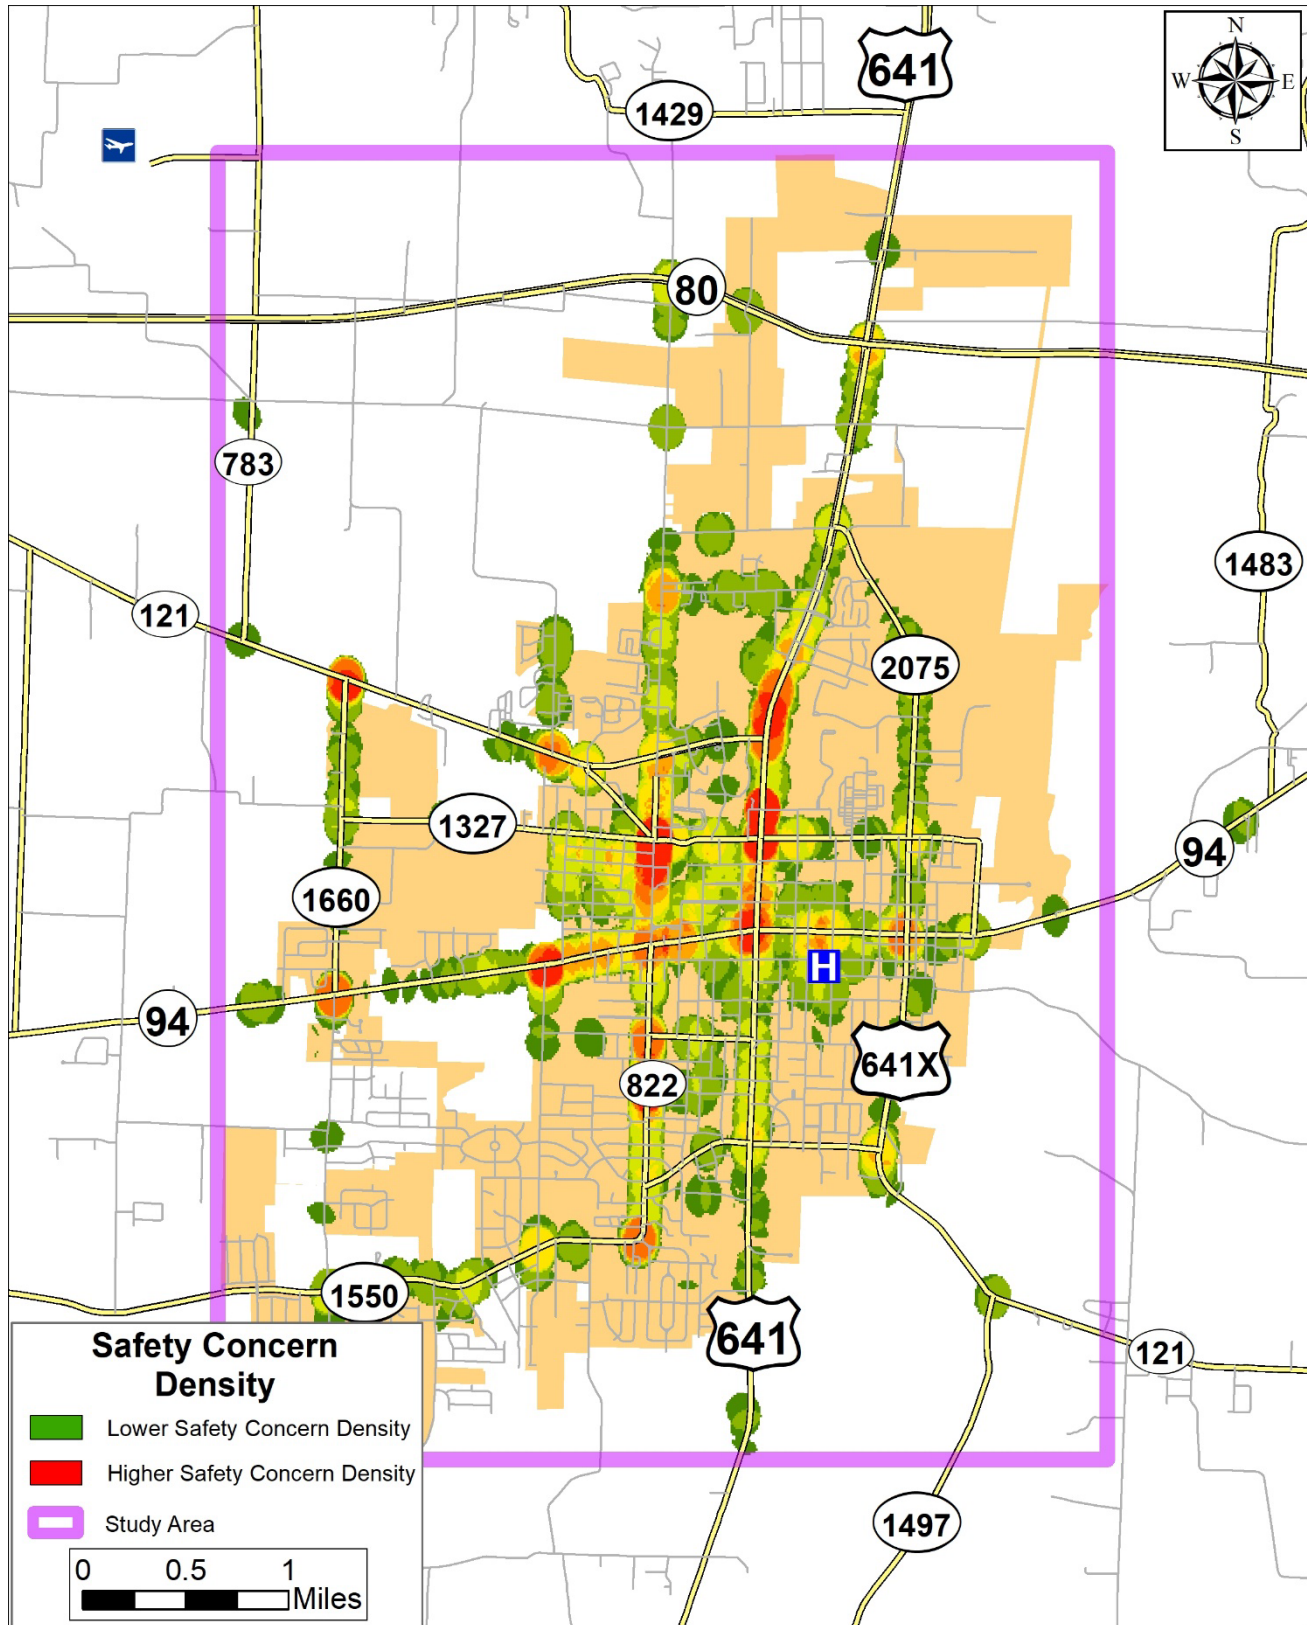 N
W E
S
641
1429
80
783
1483
121
2075
1327
94
1660
H
94
641X
822
1550
641
121
1497
Safety Concern
Density
Lower Safety Concern Density
Higher Safety Concern Density
Study Area
0 0.5 1
Miles